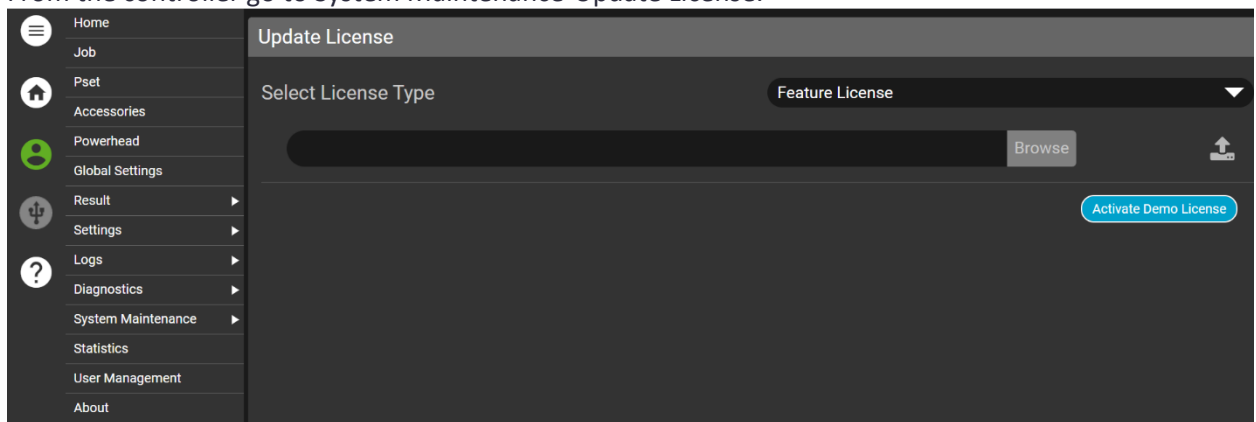 From the controller go to System Maintenance-Update License.
Home
Job
Pset
Accessories
Powerhead
Global Settings
Result
Settings
Logs
Diagnostics
System Maintenance
Statistics
User Management
About
Update License
Select License Type
Feature License
Browse
Activate Demo License